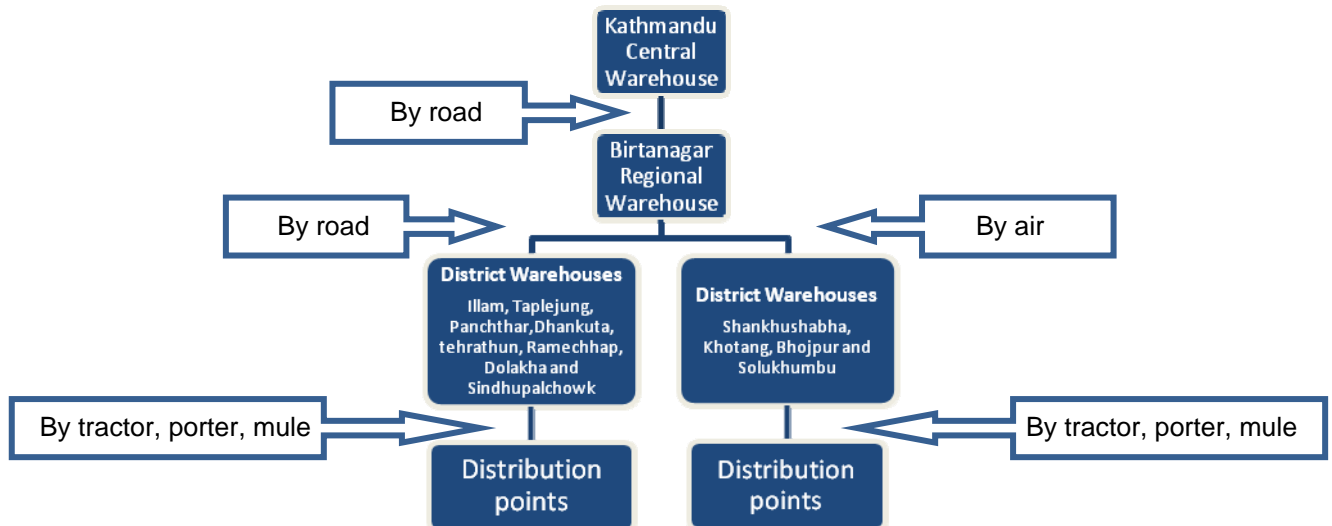 Kathmandu
Central
Warehouse
By road
Birtanagar
Regional
Warehouse
By road
By air
District Warehouses
Illam, Taplejung,
Panchthar,Dhankuta,
tehrathun, Ramechhap,
Dolakha and
Sindhupalchowk
District Warehouses
Shankhushabha,
Khotang, Bhojpur and
Solukhumbu
By tractor, porter, mule
By tractor, porter, mule
Distribution
points
Distribution
points